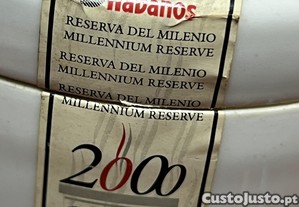 Habanos
RESERVA DEL MILENIO
MILLENNIUM RESERVE
RESERVA DEL MILENIO
MILLENNIUM RESERVE
RESERVA DEL MILENIO
MILLENNIUM RESERVE
2000
CustoJusto.pt